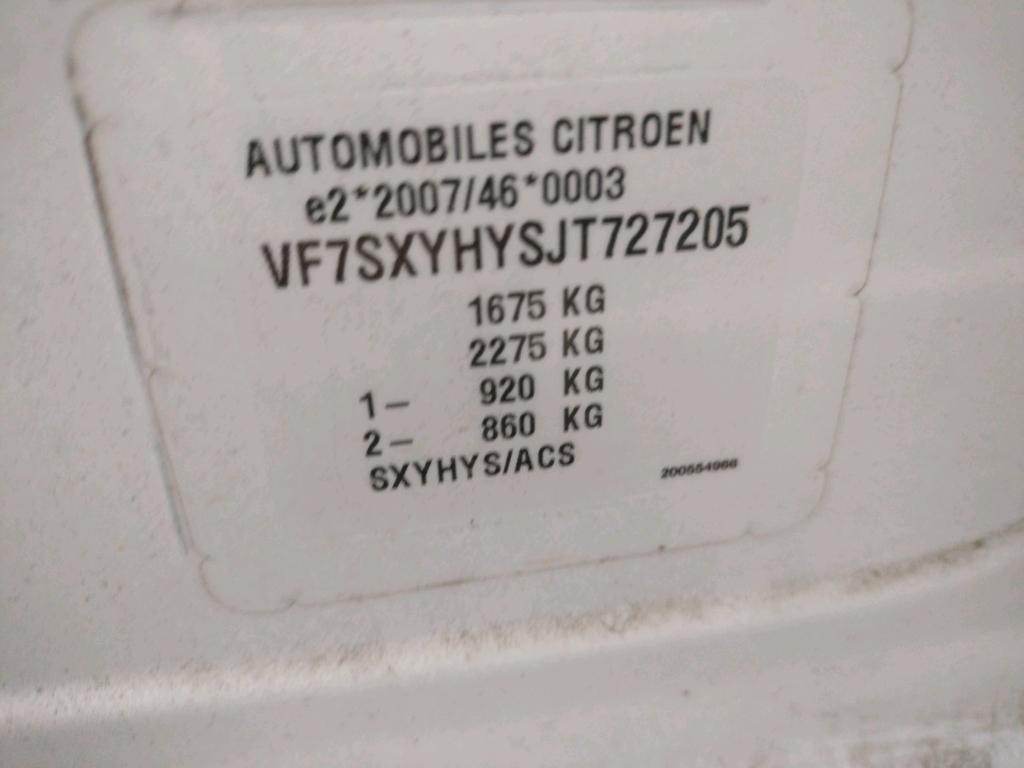 AUTOMOBILES CITROEN
e2*2007/46*0003
VF7SXYHYSJT727205
1675 KG
2275 KG
1- 920 KG
2- 860 KG
SXYHYS/ACS
200554966